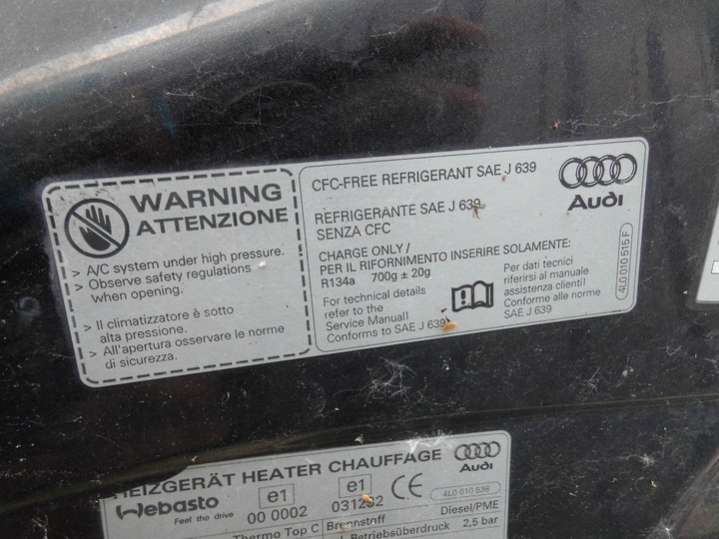 WARNING
ATTENZIONE
> A/C system under high pressure.
> Observe safety regulations
When opening.
> Il climatizzatore è sotto
alta pressione.
> All'apertura osservare le norme
di sicurezza.
CFC-FREE REFRIGERANT SAE J 639
REFRIGERANTE SAE J 639
SENZA CFC
CHARGE ONLY /
PER IL RIFORNIMENTO INSERIRE SOLAMENTE:
R134a 700g ± 20g
For technical details
refer to the
Service Manual!
Conforms to SAE J 639
Per dati tecnici
riferirsi al manuale
assistenza clienti!
Conforme alle norme
SAE J 639
Audi
4L0 010 515 F
HEIZGERÄT HEATER CHAUFFAGE
Audi
Webasto
Feel the drive
e1
00 0002
e1
031292
CE
4L0 010 536
Thermo Top C
Brennstoff
Diesel/PME
Betriebsüberdruck
2,5 bar